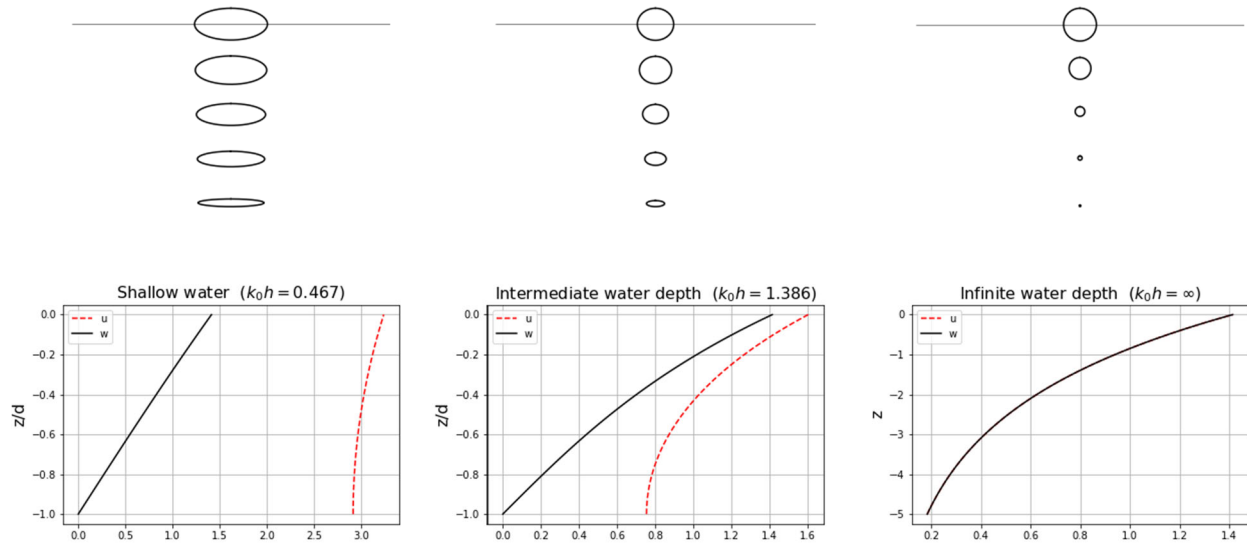 Shallow water (k₀h = 0.467)
0.0
−0.2
−0.4
−0.6
−0.8
−1.0
z/d
u
w
0.0 0.5 1.0 1.5 2.0 2.5 3.0
Intermediate water depth (k₀h = 1.386)
0.0
−0.2
−0.4
−0.6
−0.8
−1.0
z/d
u
w
0.0 0.2 0.4 0.6 0.8 1.0 1.2 1.4 1.6
Infinite water depth (k₀h = ∞)
0
−1
−2
−3
−4
−5
z
u
w
0.2 0.4 0.6 0.8 1.0 1.2 1.4